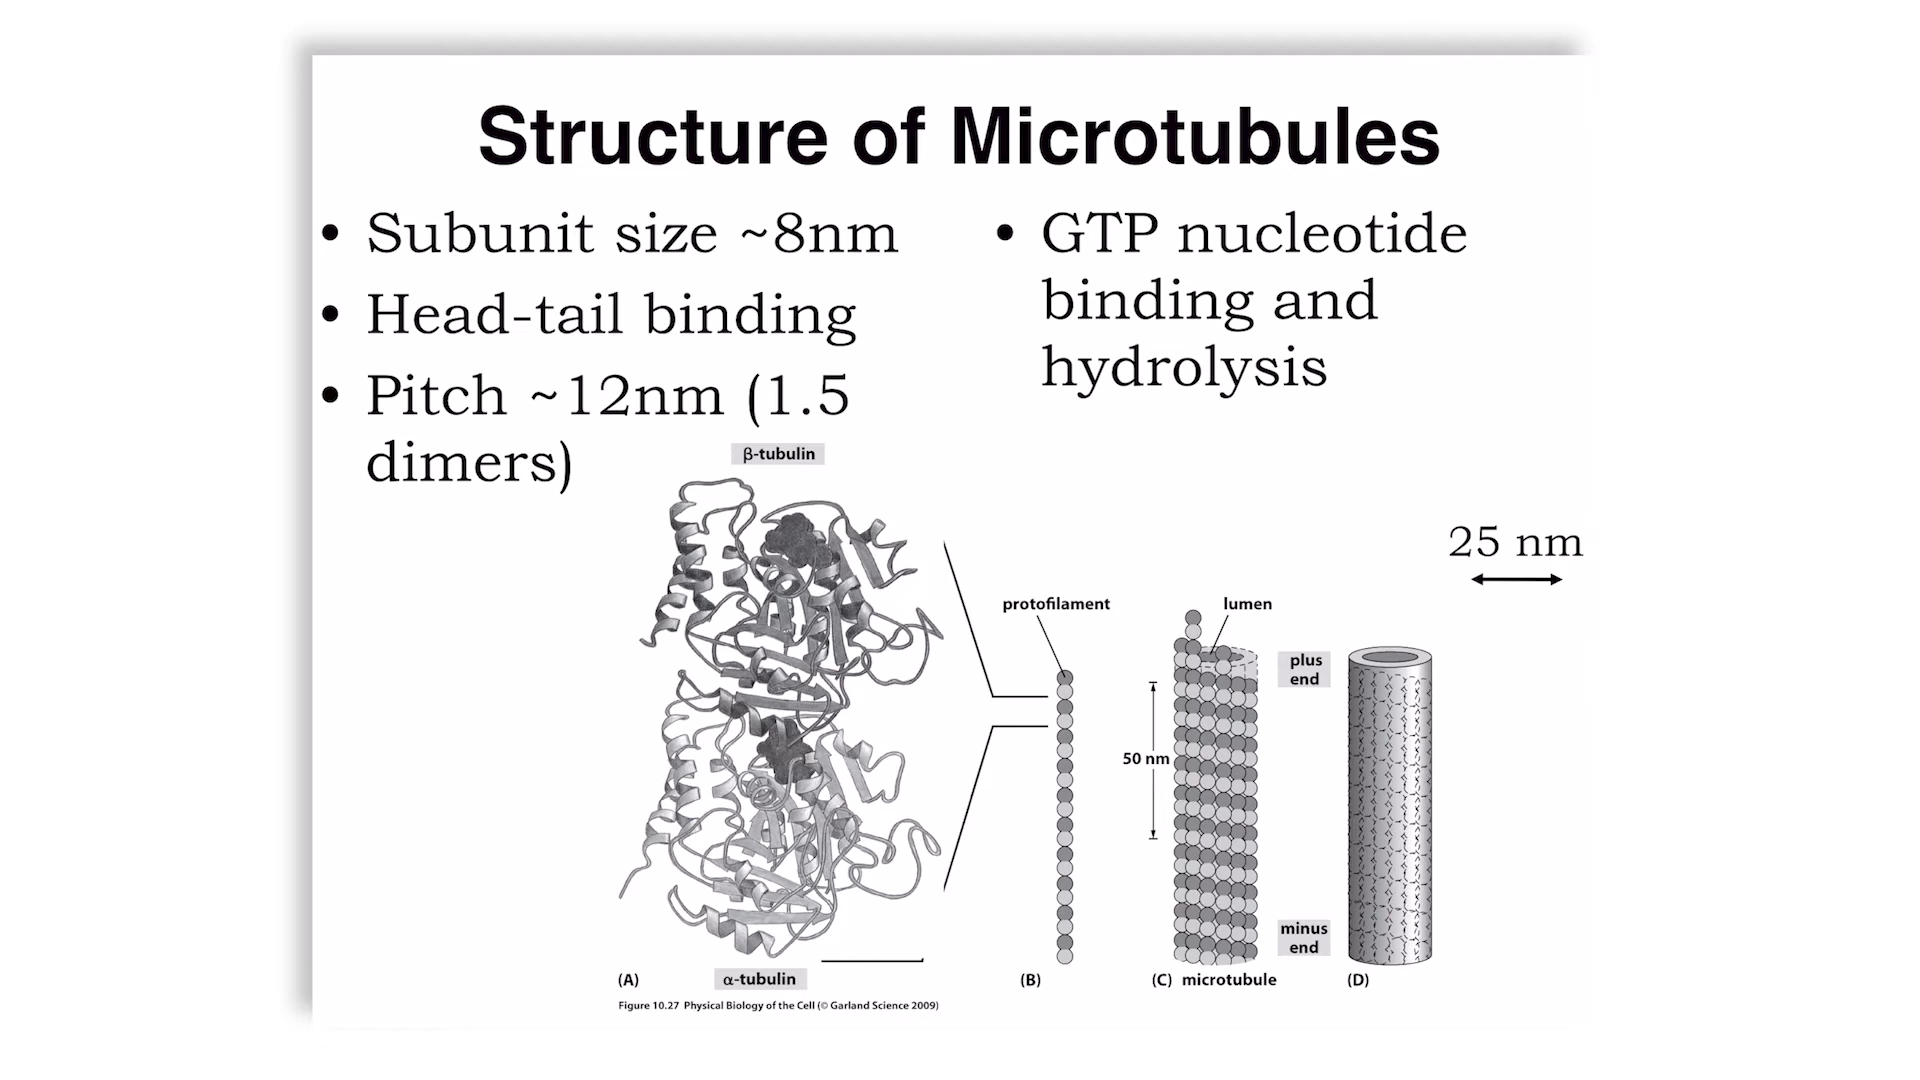 Structure of Microtubules
• Subunit size ~8nm
• Head-tail binding
• Pitch ~12nm (1.5
dimers)
• GTP nucleotide
binding and
hydrolysis
β-tubulin
25 nm
protofilament
lumen
plus
end
50 nm
minus
end
(A)
α-tubulin
(B)
(C) microtubule
(D)
Figure 10.27 Physical Biology of the Cell (© Garland Science 2009)